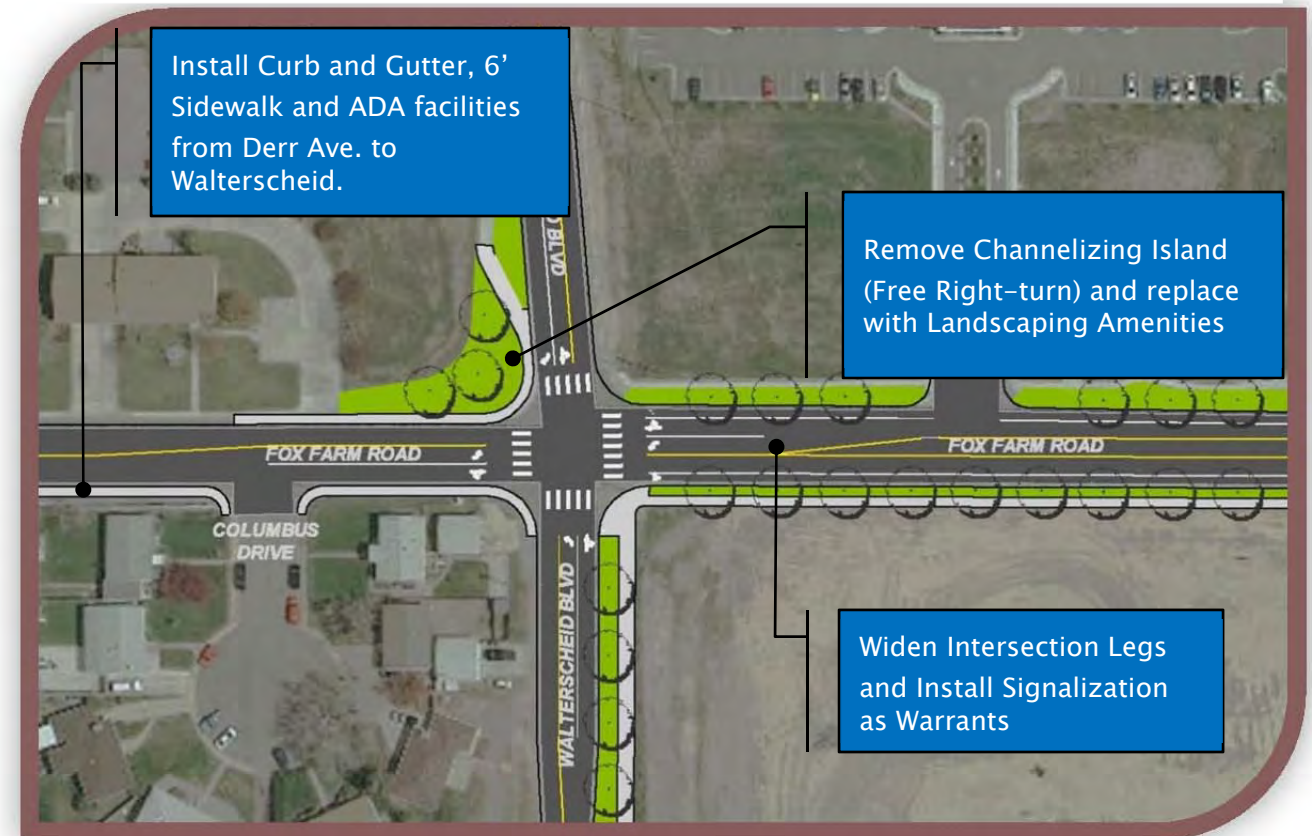 Install Curb and Gutter, 6’
Sidewalk and ADA facilities
from Derr Ave. to
Walterscheid.
Remove Channelizing Island
(Free Right-turn) and replace
with Landscaping Amenities
BLVD
FOX FARM ROAD
FOX FARM ROAD
COLUMBUS
DRIVE
WALTERSCHEID BLVD
Widen Intersection Legs
and Install Signalization
as Warrants